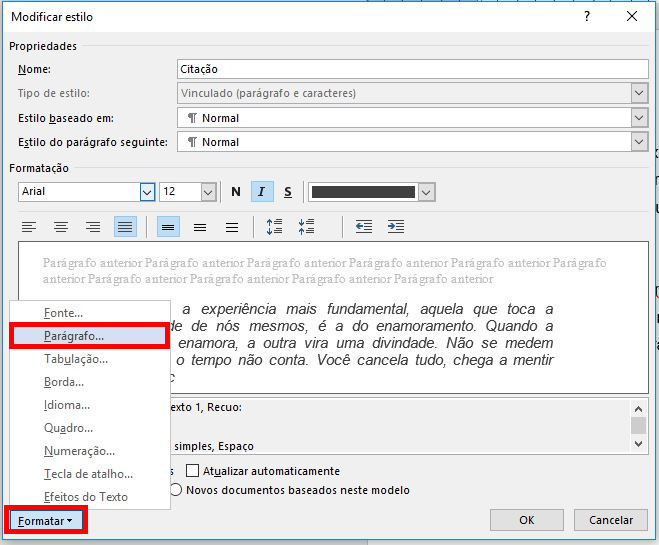 Modificar estilo
? ×
Propriedades
Nome: Citação
Tipo de estilo: Vinculado (parágrafo e caracteres)
Estilo baseado em: ¶ Normal
Estilo do parágrafo seguinte: ¶ Normal
Formatação
Arial 12 N I S
Parágrafo anterior Parágrafo anterior Parágrafo anterior Parágrafo anterior Parágrafo
anterior Parágrafo anterior Parágrafo anterior Parágrafo anterior Parágrafo anterior
a experiência mais fundamental, aquela que toca a
de de nós mesmos, é a do enamoramento. Quando a
enamora, a outra vira uma divindade. Não se medem
o tempo não conta. Você cancela tudo, chega a mentir
c
exto 1, Recuo:
simples, Espaço
s Atualizar automaticamente
Novos documentos baseados neste modelo
Fonte...
Parágrafo...
Tabulação...
Borda...
Idioma...
Quadro...
Numeração...
Tecla de atalho...
Efeitos do Texto
Formatar
OK Cancelar